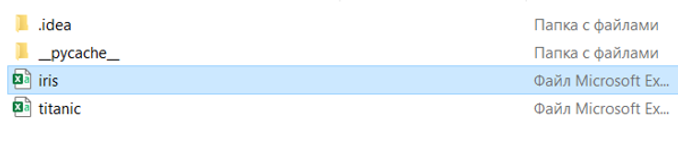 .idea Папка с файлами
__pycache__ Папка с файлами
iris Файл Microsoft Ex...
titanic Файл Microsoft Ex...